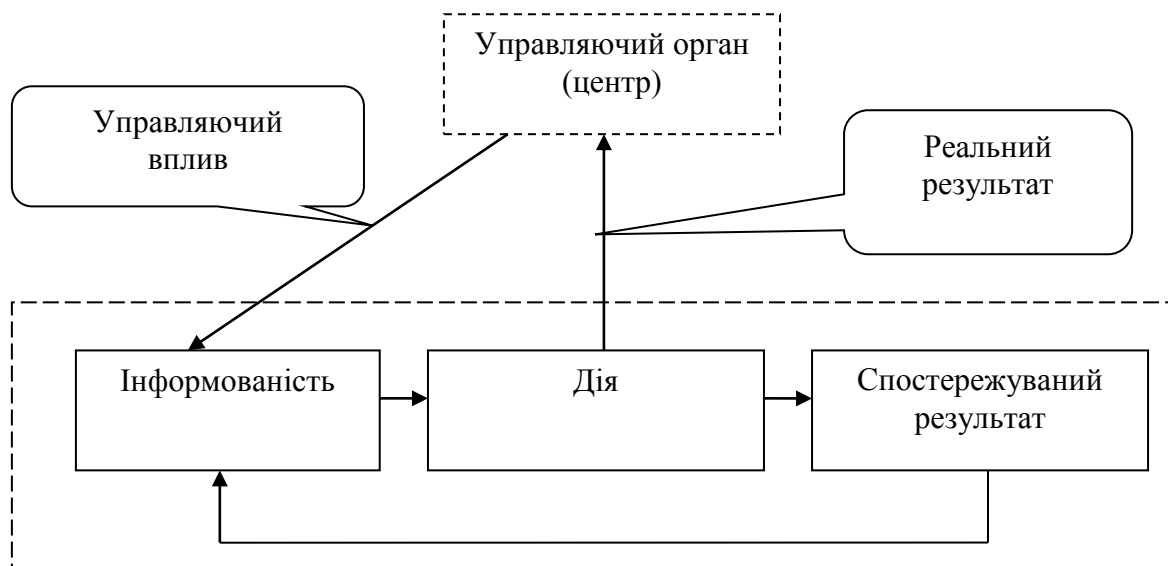 Управляючий орган
(центр)
Управляючий
вплив
Реальний
результат
Інформованість
Дія
Спостережуваний
результат